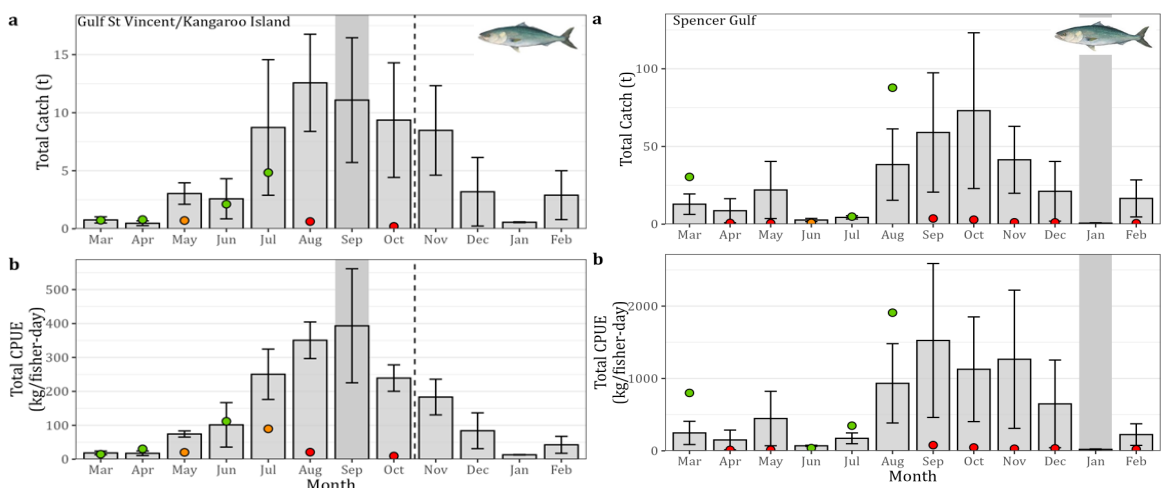 a
Gulf St Vincent/Kangaroo Island
Total Catch (t)
15
10
5
0
Mar Apr May Jun Jul Aug Sep Oct Nov Dec Jan Feb
b
Total CPUE
(kg/fisher-day)
500
400
300
200
100
0
Mar Apr May Jun Jul Aug Sep Oct Nov Dec Jan Feb
Month
a
Spencer Gulf
Total Catch (t)
100
50
0
Mar Apr May Jun Jul Aug Sep Oct Nov Dec Jan Feb
b
Total CPUE
(kg/fisher-day)
2000
1000
0
Mar Apr May Jun Jul Aug Sep Oct Nov Dec Jan Feb
Month